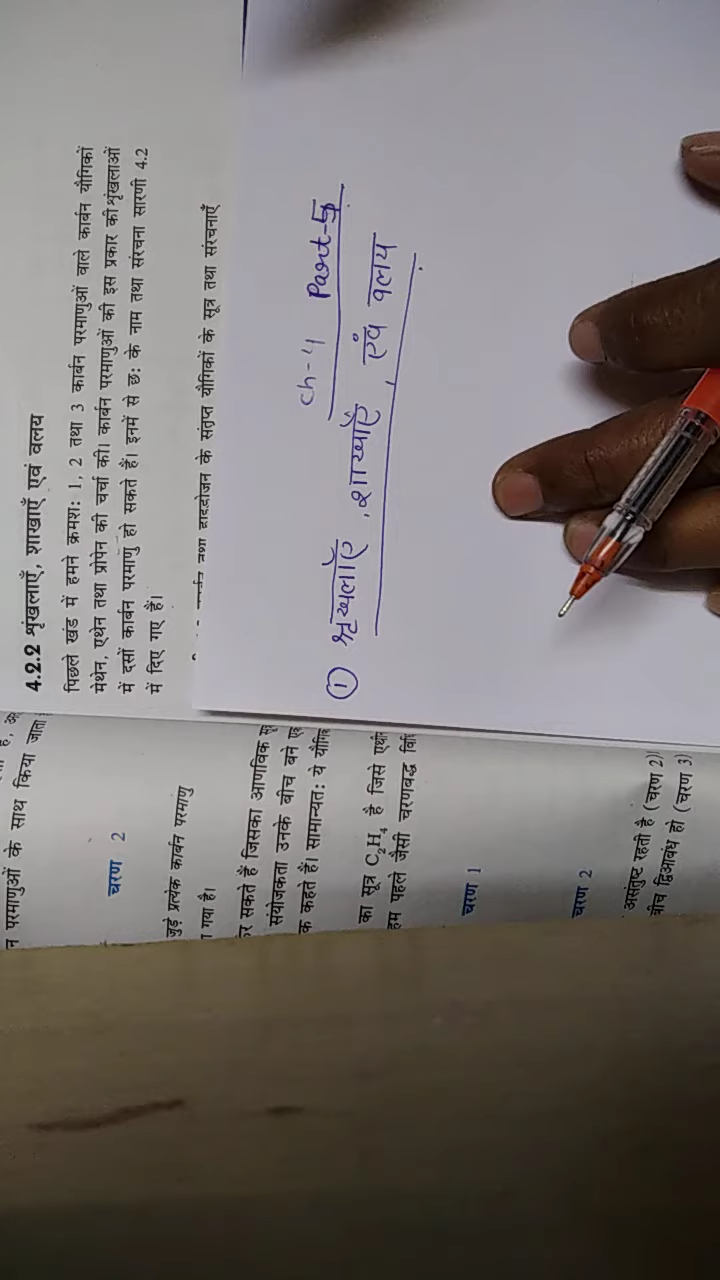 4.2.2 श्रृंखलाएँ, शाखाएँ एवं वलय
पिछले खंड में हमने क्रमशः 1, 2 तथा 3 कार्बन परमाणुओं वाले कार्बन यौगिकों
मेथेन, एथेन तथा प्रोपेन की चर्चा की। कार्बन परमाणुओं की इस प्रकार की श्रृंखलाओं
में दसों कार्बन परमाणु हो सकते हैं। इनमें से छः के नाम तथा संरचना सारणी 4.2
में दिए गए हैं।
हाइड्रोजन के संतृप्त यौगिकों के सूत्र तथा संरचनाएँ
Ch-4 Part-5
① श्रृखलाएँ, शाखाएँ, एवं वलय
न परमाणुओं के साथ किया जाता
चरण 2
जुड़े प्रत्येक कार्बन परमाणु
गया है।
कर सकते हैं जिसका आणविक
संयोजकता उनके बीच बने
क कहते हैं। सामान्यतः ये
का सूत्र C₂H₄ है जिसे
हम पहले जैसी चरणबद्ध
चरण 1
चरण 2
असंतुष्ट रहती है (चरण 2)।
बीच द्विआबंध हो (चरण 3)